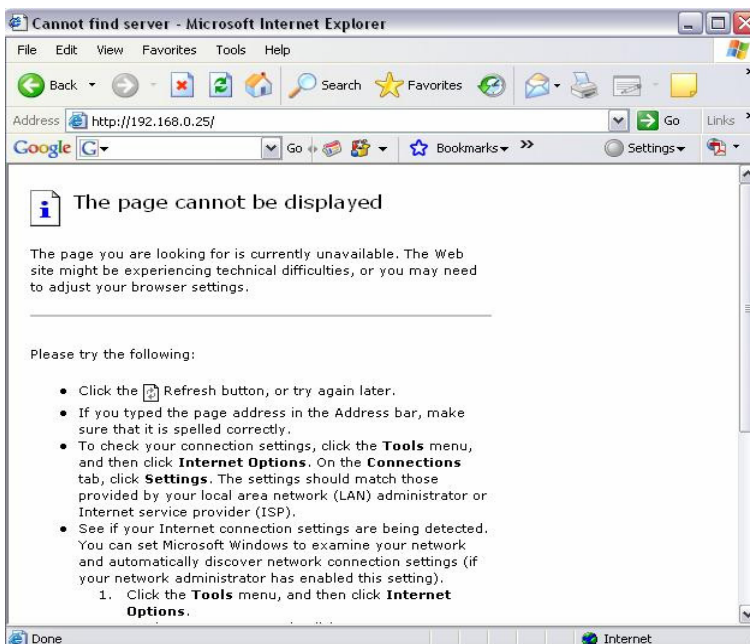 Cannot find server - Microsoft Internet Explorer
File Edit View Favorites Tools Help
Back Search Favorites
Address http://192.168.0.25/ Go Links »
Google G Go Bookmarks » Settings
The page cannot be displayed
The page you are looking for is currently unavailable. The Web
site might be experiencing technical difficulties, or you may need
to adjust your browser settings.
Please try the following:
• Click the Refresh button, or try again later.
• If you typed the page address in the Address bar, make
sure that it is spelled correctly.
• To check your connection settings, click the Tools menu,
and then click Internet Options. On the Connections
tab, click Settings. The settings should match those
provided by your local area network (LAN) administrator or
Internet service provider (ISP).
• See if your Internet connection settings are being detected.
You can set Microsoft Windows to examine your network
and automatically discover network connection settings (if
your network administrator has enabled this setting).
1. Click the Tools menu, and then click Internet
Options.
Done Internet